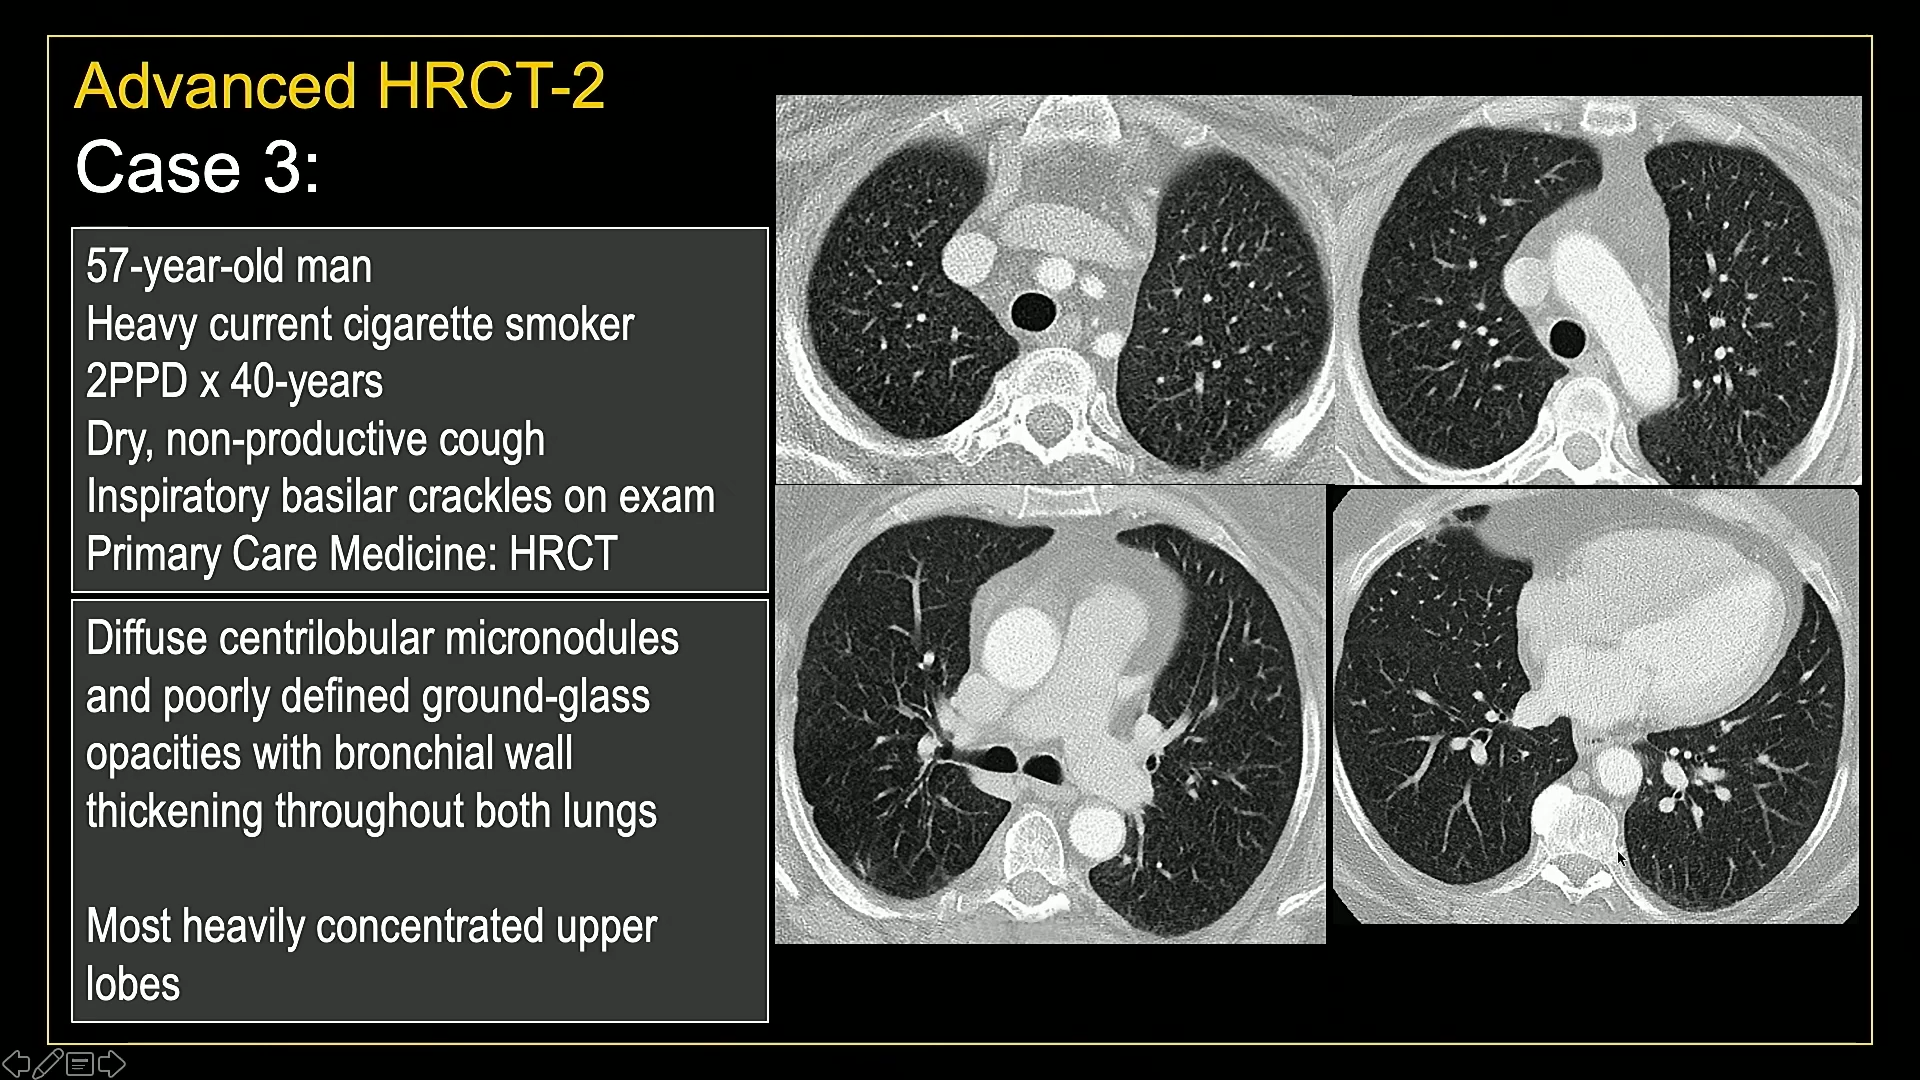 Advanced HRCT-2
Case 3:
57-year-old man
Heavy current cigarette smoker
2PPD x 40-years
Dry, non-productive cough
Inspiratory basilar crackles on exam
Primary Care Medicine: HRCT
Diffuse centrilobular micronodules
and poorly defined ground-glass
opacities with bronchial wall
thickening throughout both lungs
Most heavily concentrated upper
lobes